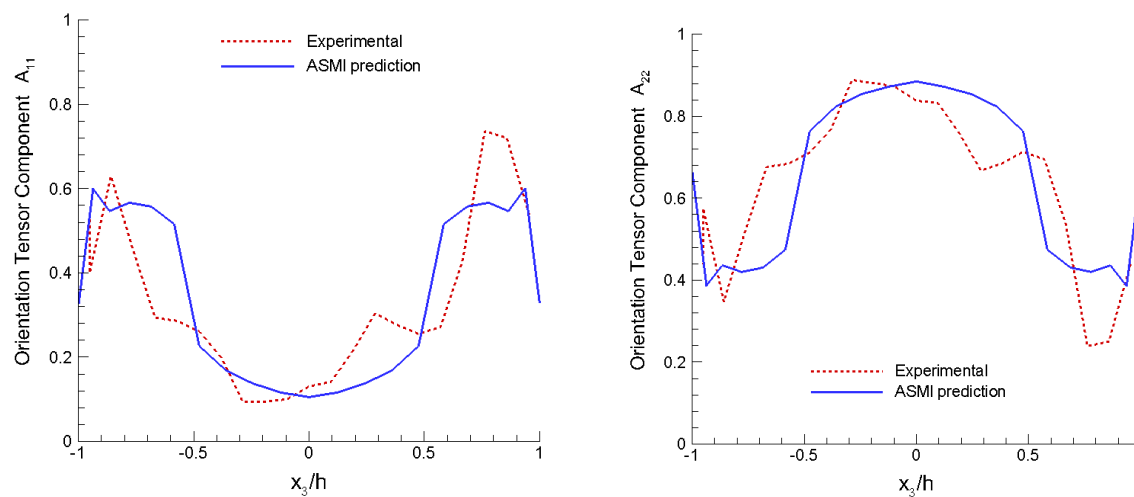 Orientation Tensor Component A11
1
0.8
0.6
0.4
0.2
0
-1
-0.5
0
0.5
1
x3/h
Experimental
ASMI prediction
Orientation Tensor Component A22
1
0.8
0.6
0.4
0.2
0
-1
-0.5
0
0.5
x3/h
Experimental
ASMI prediction